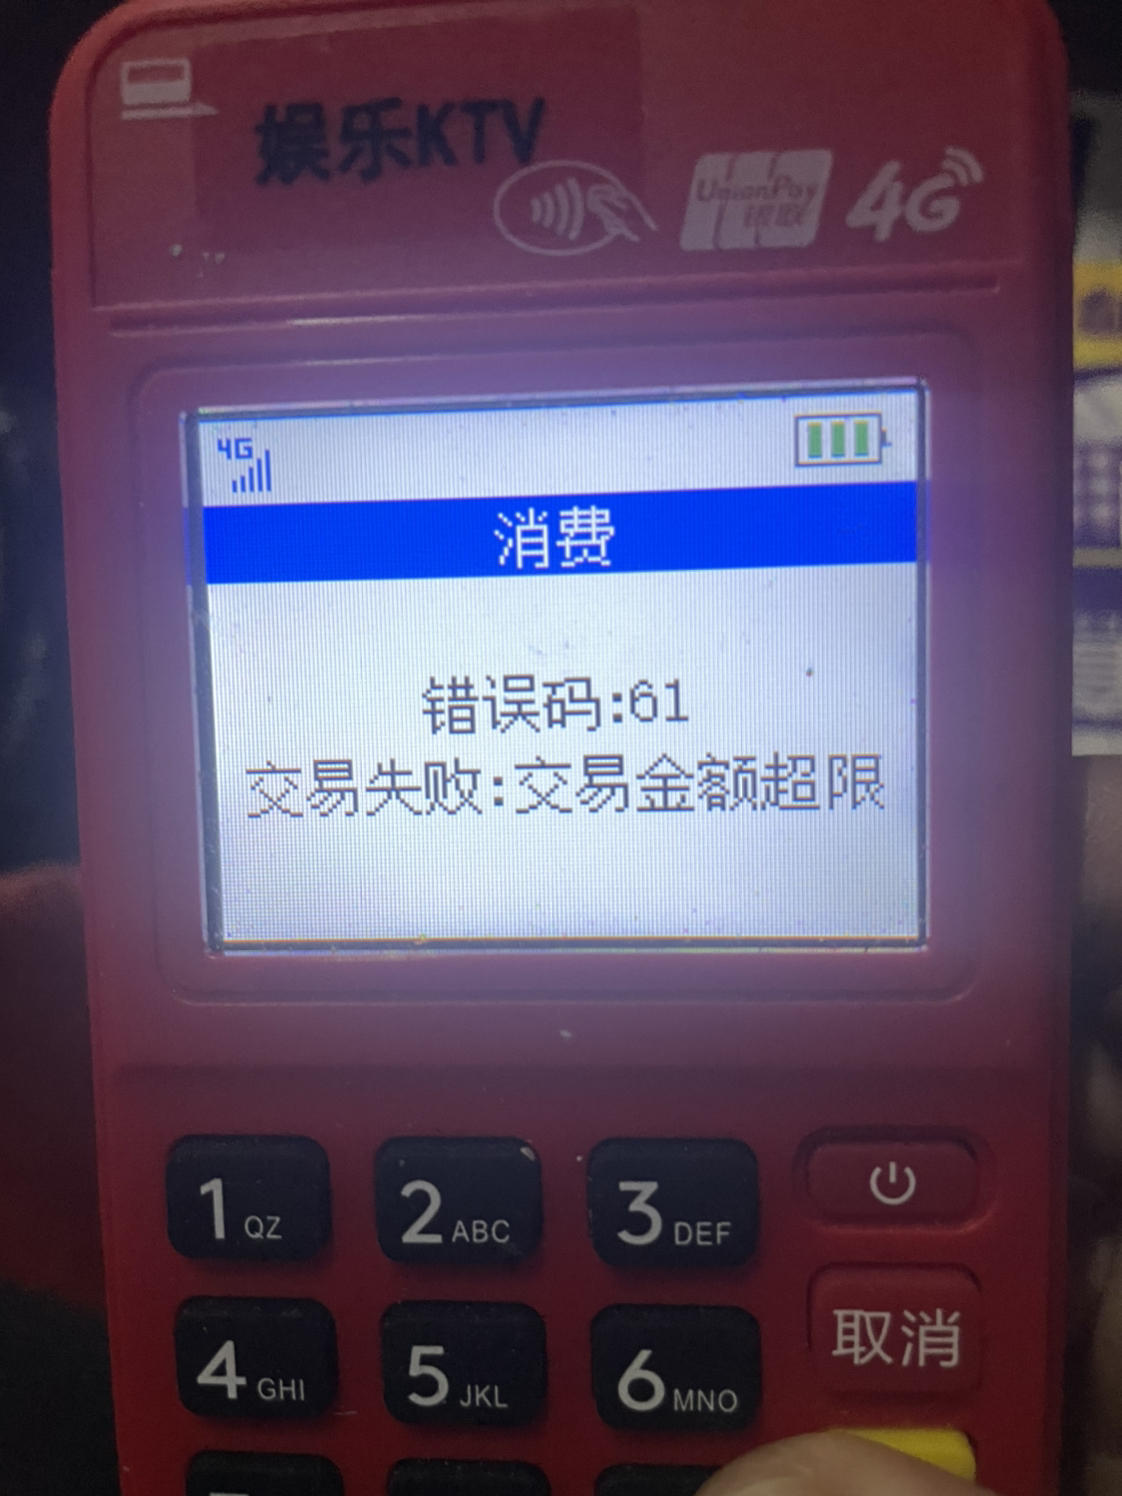 娱乐KTV
UnionPay
银联
4G
4G
消费
错误码:61
交易失败:交易金额超限
1 QZ
2 ABC
3 DEF
4 GHI
5 JKL
6 MNO
取消